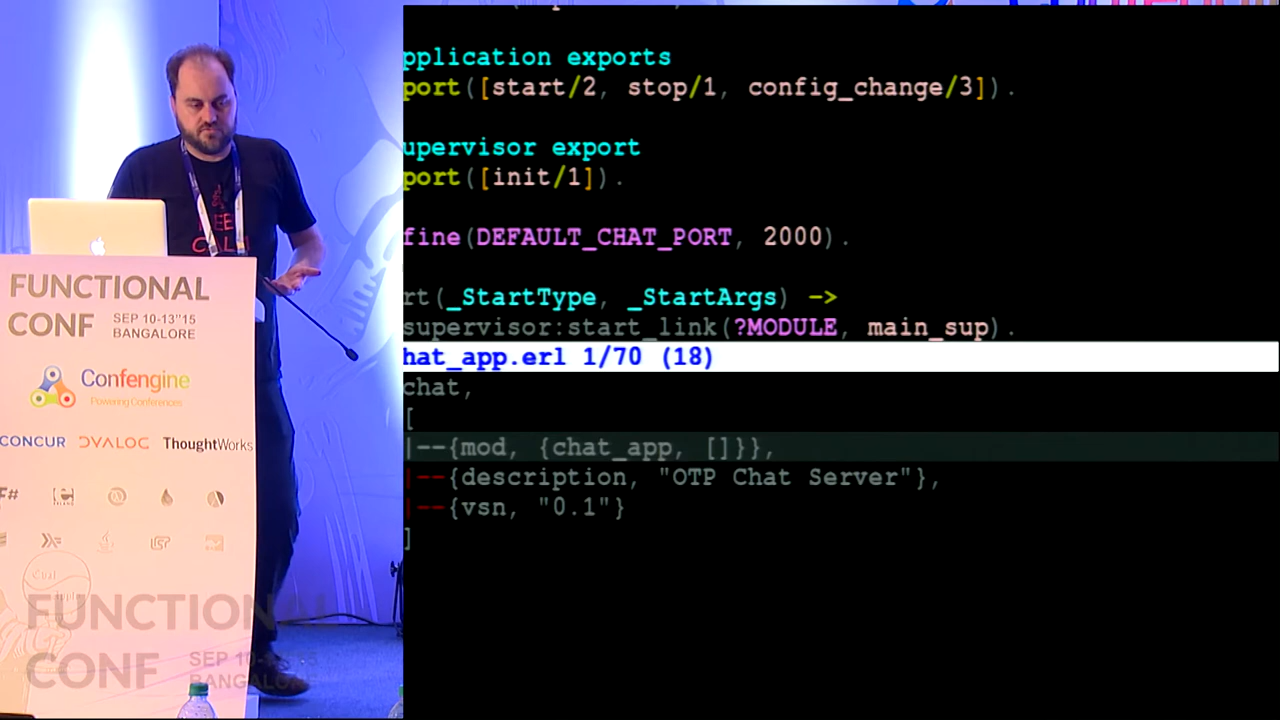 pplication exports
port([start/2, stop/1, config_change/3]).
upervisor export
port([init/1]).
fine(DEFAULT_CHAT_PORT, 2000).
rt(_StartType, _StartArgs) ->
supervisor:start_link(?MODULE, main_sup).
hat_app.erl 1/70 (18)
chat,
[
|--{mod, {chat_app, []}},
|--{description, "OTP Chat Server"},
|--{vsn, "0.1"}
]
FUNCTIONAL
CONF SEP 10-13"15
BANGALORE
Confengine
Powering Conferences
CONCUR DYALOC ThoughtWorks
F#
FUNCTION
CONF